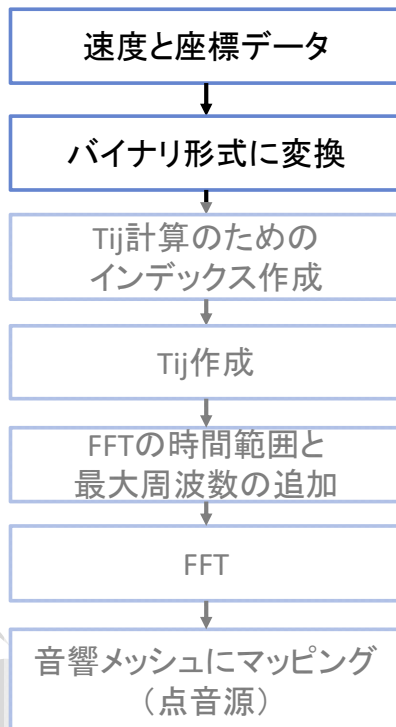 速度と座標データ
バイナリ形式に変換
Tij計算のための
インデックス作成
Tij作成
FFTの時間範囲と
最大周波数の追加
FFT
音響メッシュにマッピング
（点音源）